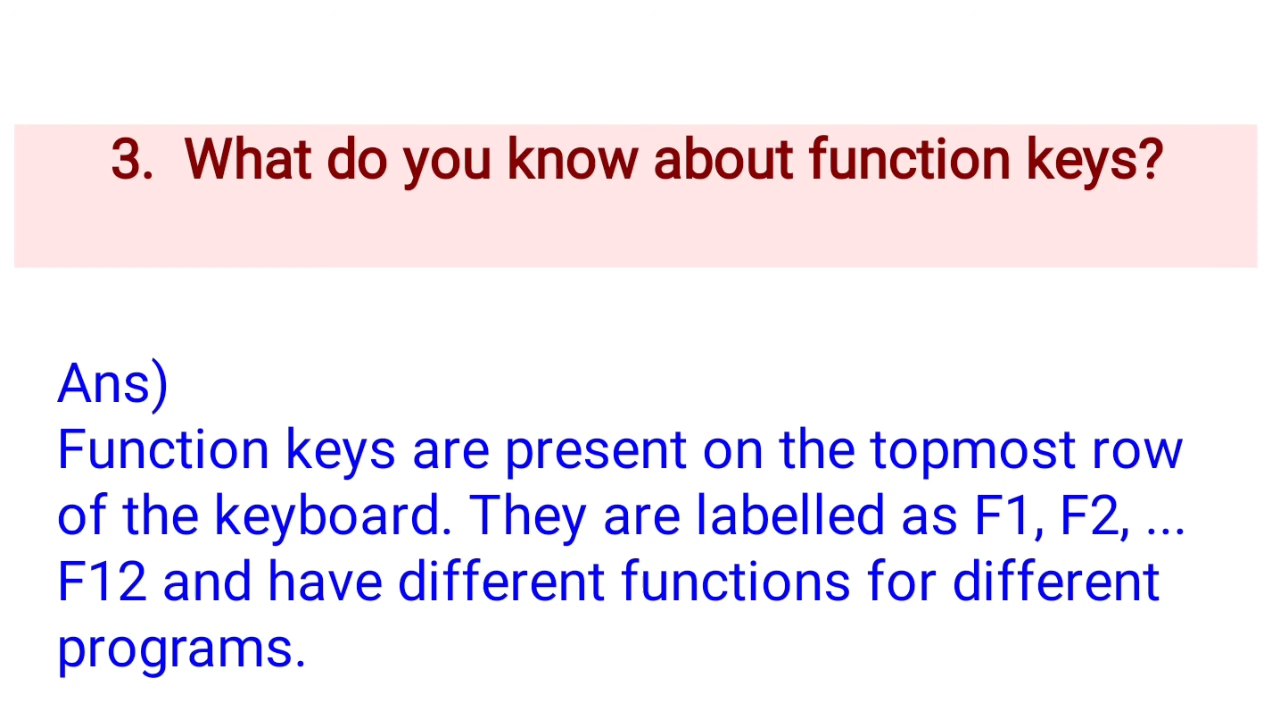 3. What do you know about function keys?
Ans)
Function keys are present on the topmost row
of the keyboard. They are labelled as F1, F2, ...
F12 and have different functions for different
programs.